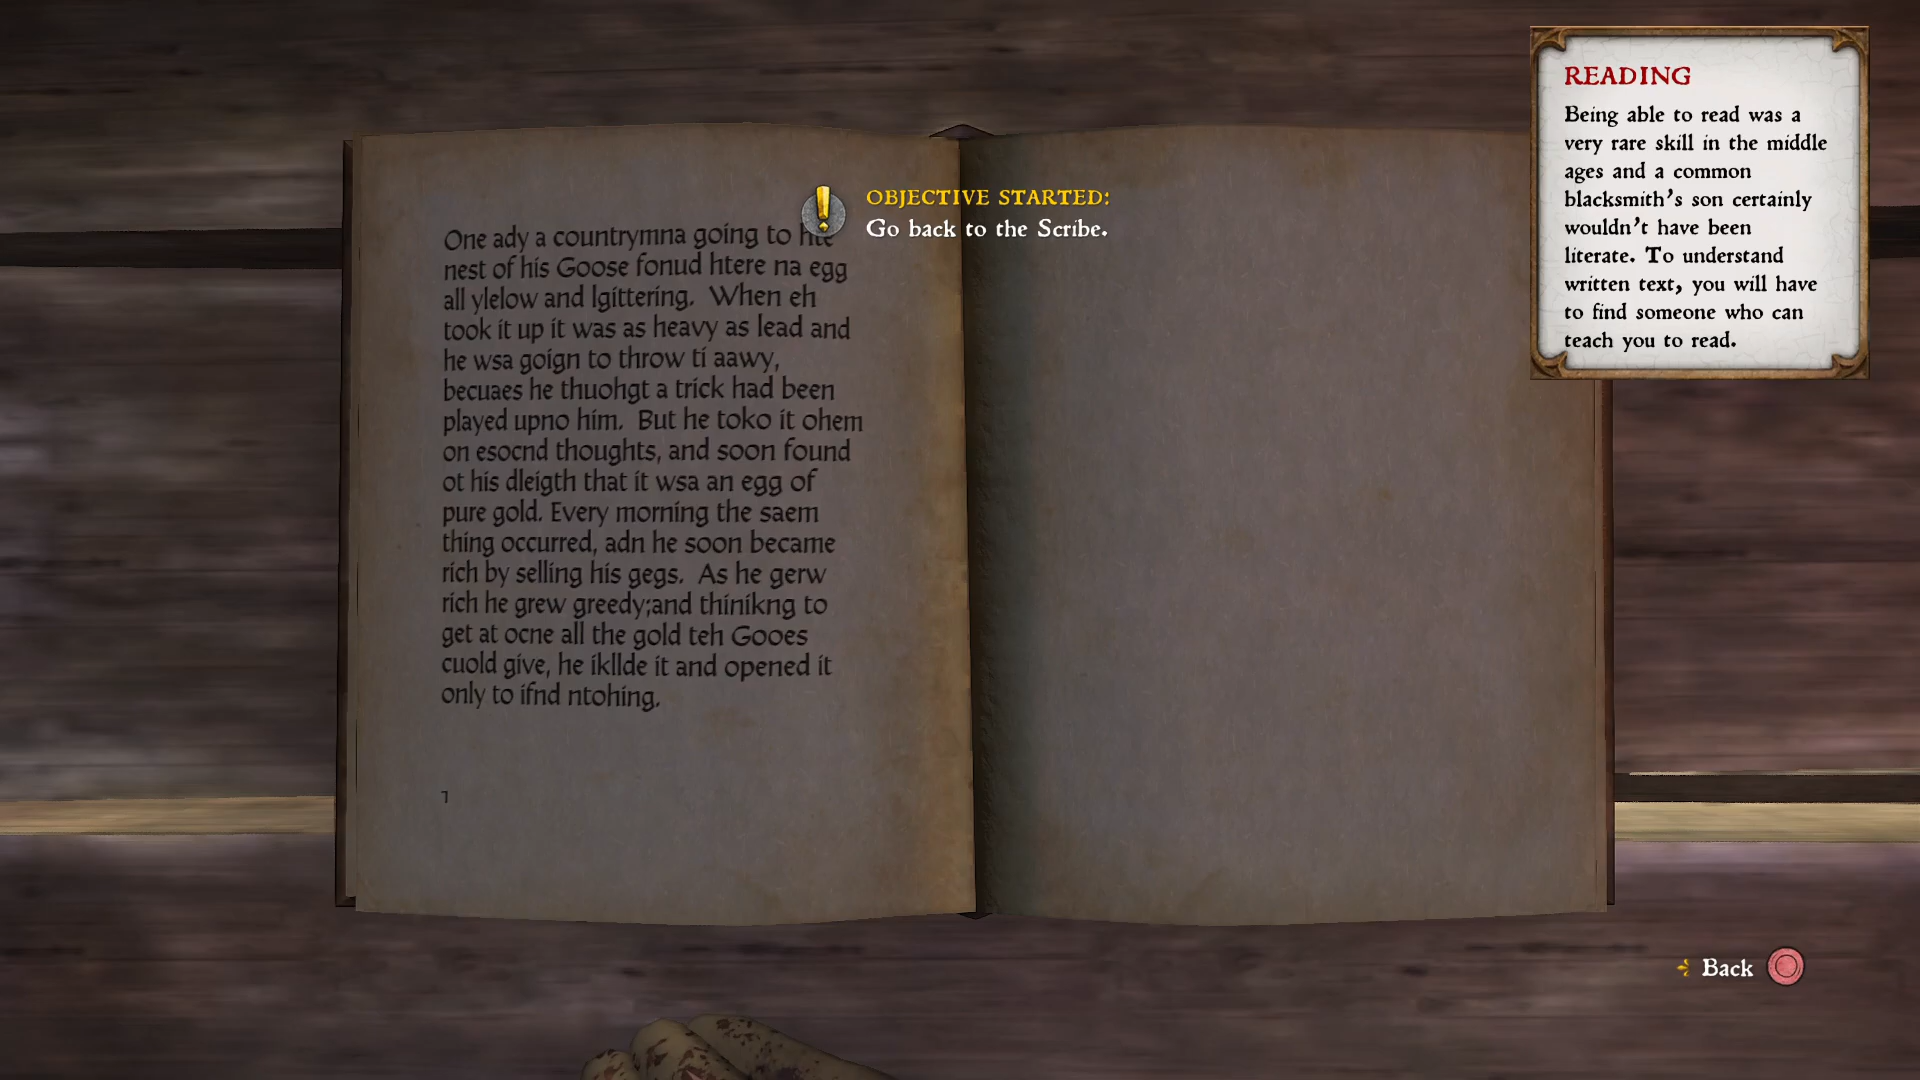 One ady a countrymna going to hte
nest of his Goose fonud htere na egg
all ylelow and lgittering. When eh
took it up it was as heavy as lead and
he wsa goign to throw ti aawy,
becuaes he thuohgt a trick had been
played upno him. But he toko it ohem
on esocnd thoughts, and soon found
ot his dleigth that it wsa an egg of
pure gold. Every morning the saem
thing occurred, adn he soon became
rich by selling his gegs. As he gerw
rich he grew greedy;and thinikng to
get at ocne all the gold teh Gooes
cuold give, he ikllde it and opened it
only to ifnd ntohing.
1
OBJECTIVE STARTED:
Go back to the Scribe.
READING
Being able to read was a
very rare skill in the middle
ages and a common
blacksmith's son certainly
wouldn't have been
literate. To understand
written text, you will have
to find someone who can
teach you to read.
Back